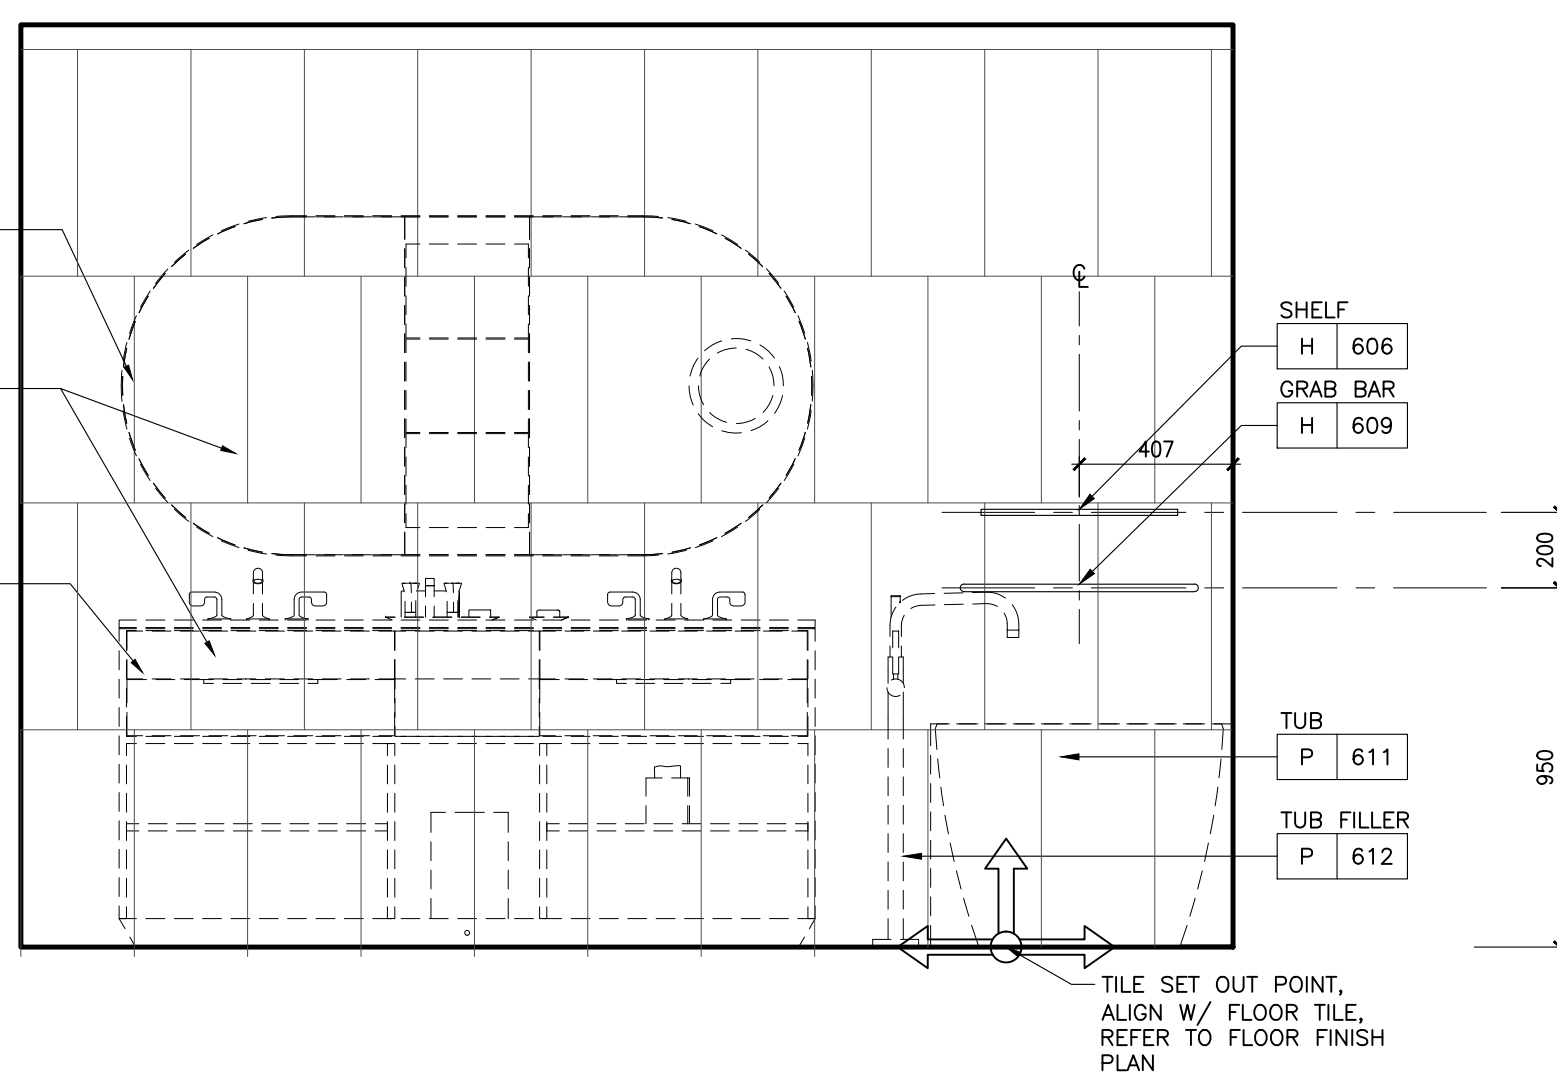 ℄
SHELF
H 606
GRAB BAR
H 609
407
200
TUB
P 611
950
TUB FILLER
P 612
TILE SET OUT POINT,
ALIGN W/ FLOOR TILE,
REFER TO FLOOR FINISH
PLAN